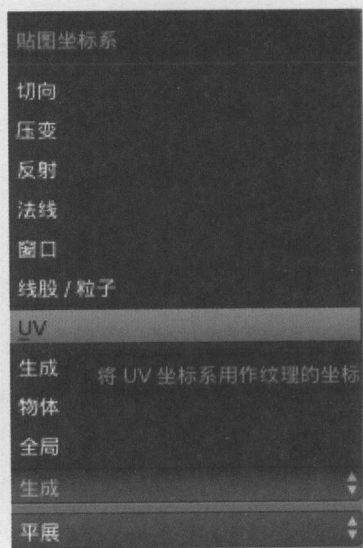 贴图坐标系
切向
压变
反射
法线
窗口
线股 / 粒子
UV
生成
将 UV 坐标系用作纹理的坐标
物体
全局
生成
平展